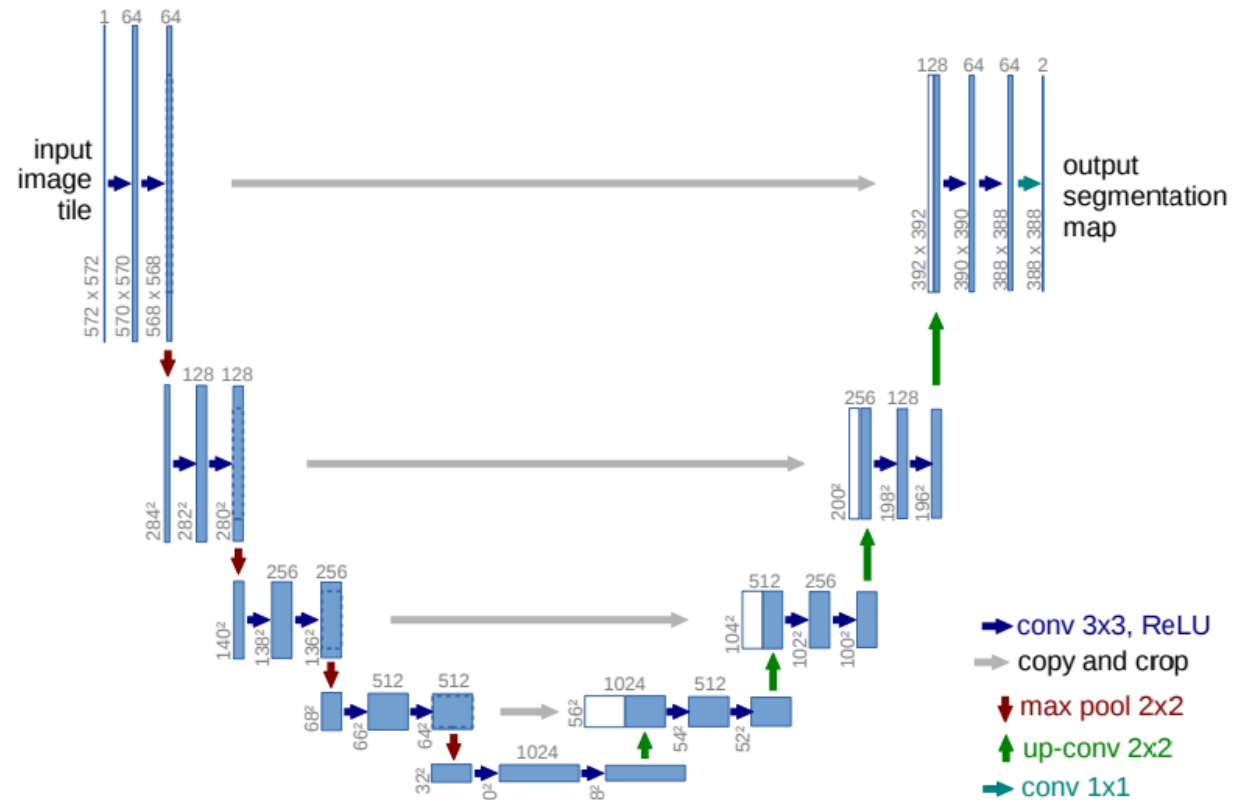 1 64 64
input
image
tile
572 x 572
570 x 570
568 x 568
128 64 64 2
output
segmentation
map
392 x 392
390 x 390
388 x 388
388 x 388
128 128
284²
282²
280²
256 128
200²
198²
196²
256 256
140²
138²
136²
512 256
104²
102²
100²
512 512
68²
66²
64²
1024 512
56²
54²
52²
1024
32²
0²
8²
conv 3x3, ReLU
copy and crop
max pool 2x2
up-conv 2x2
conv 1x1